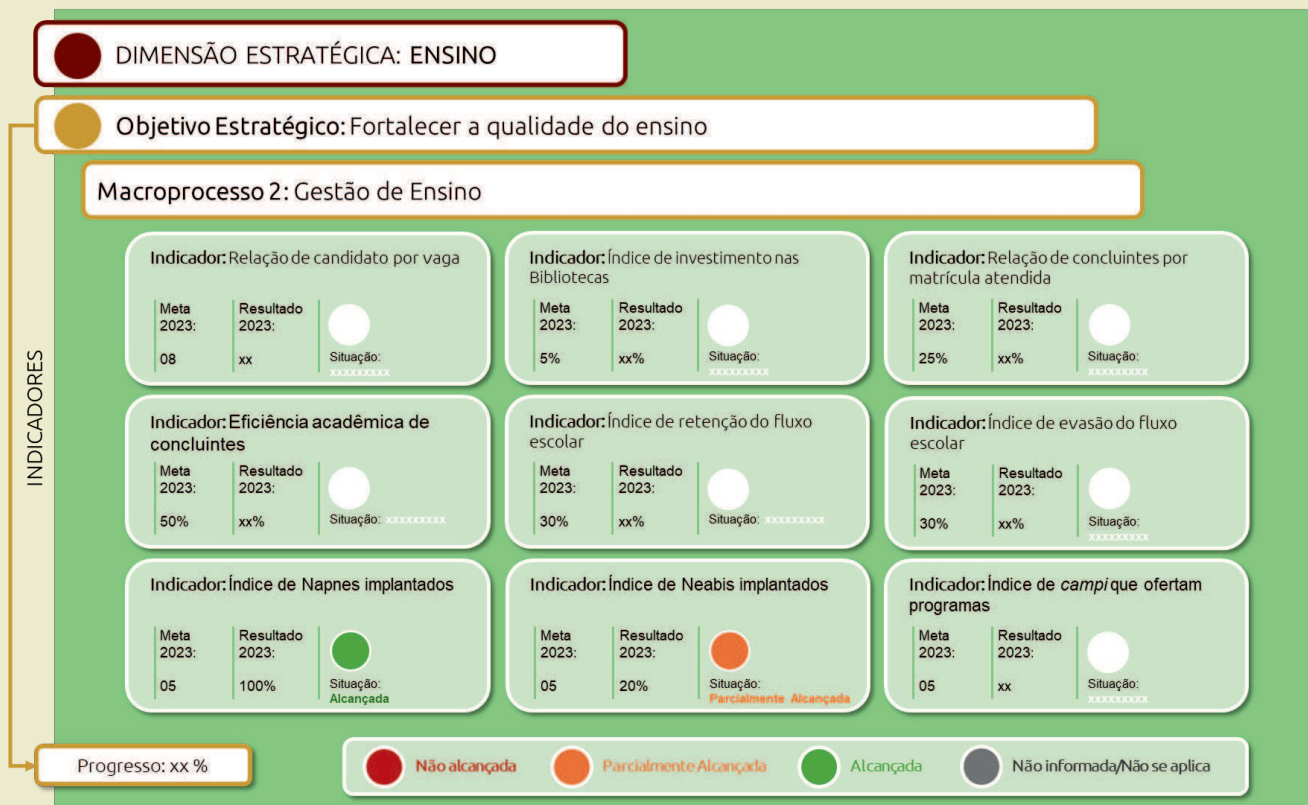 DIMENSÃO ESTRATÉGICA: ENSINO
Objetivo Estratégico: Fortalecer a qualidade do ensino
Macroprocesso 2: Gestão de Ensino
INDICADORES
Indicador: Relação de candidato por vaga
Meta 2023:
08
Resultado 2023:
xx
Situação:
xxxxxxxxx
Indicador: Índice de investimento nas
Bibliotecas
Meta 2023:
5%
Resultado 2023:
xx%
Situação:
xxxxxxxxx
Indicador: Relação de concluintes por
matrícula atendida
Meta 2023:
25%
Resultado 2023:
xx%
Situação:
xxxxxxxxx
Indicador: Eficiência acadêmica de
concluintes
Meta 2023:
50%
Resultado 2023:
xx%
Situação: xxxxxxxxx
Indicador: Índice de retenção do fluxo
escolar
Meta 2023:
30%
Resultado 2023:
xx%
Situação: xxxxxxxxx
Indicador: Índice de evasão do fluxo
escolar
Meta 2023:
30%
Resultado 2023:
xx%
Situação:
xxxxxxxxx
Indicador: Índice de Napnes implantados
Meta 2023:
05
Resultado 2023:
100%
Situação:
Alcançada
Indicador: Índice de Neabis implantados
Meta 2023:
05
Resultado 2023:
20%
Situação:
Parcialmente Alcançada
Indicador: Índice de campi que ofertam
programas
Meta 2023:
05
Resultado 2023:
xx
Situação:
xxxxxxxxx
Progresso: xx %
Não alcançada
Parcialmente Alcançada
Alcançada
Não informada/Não se aplica